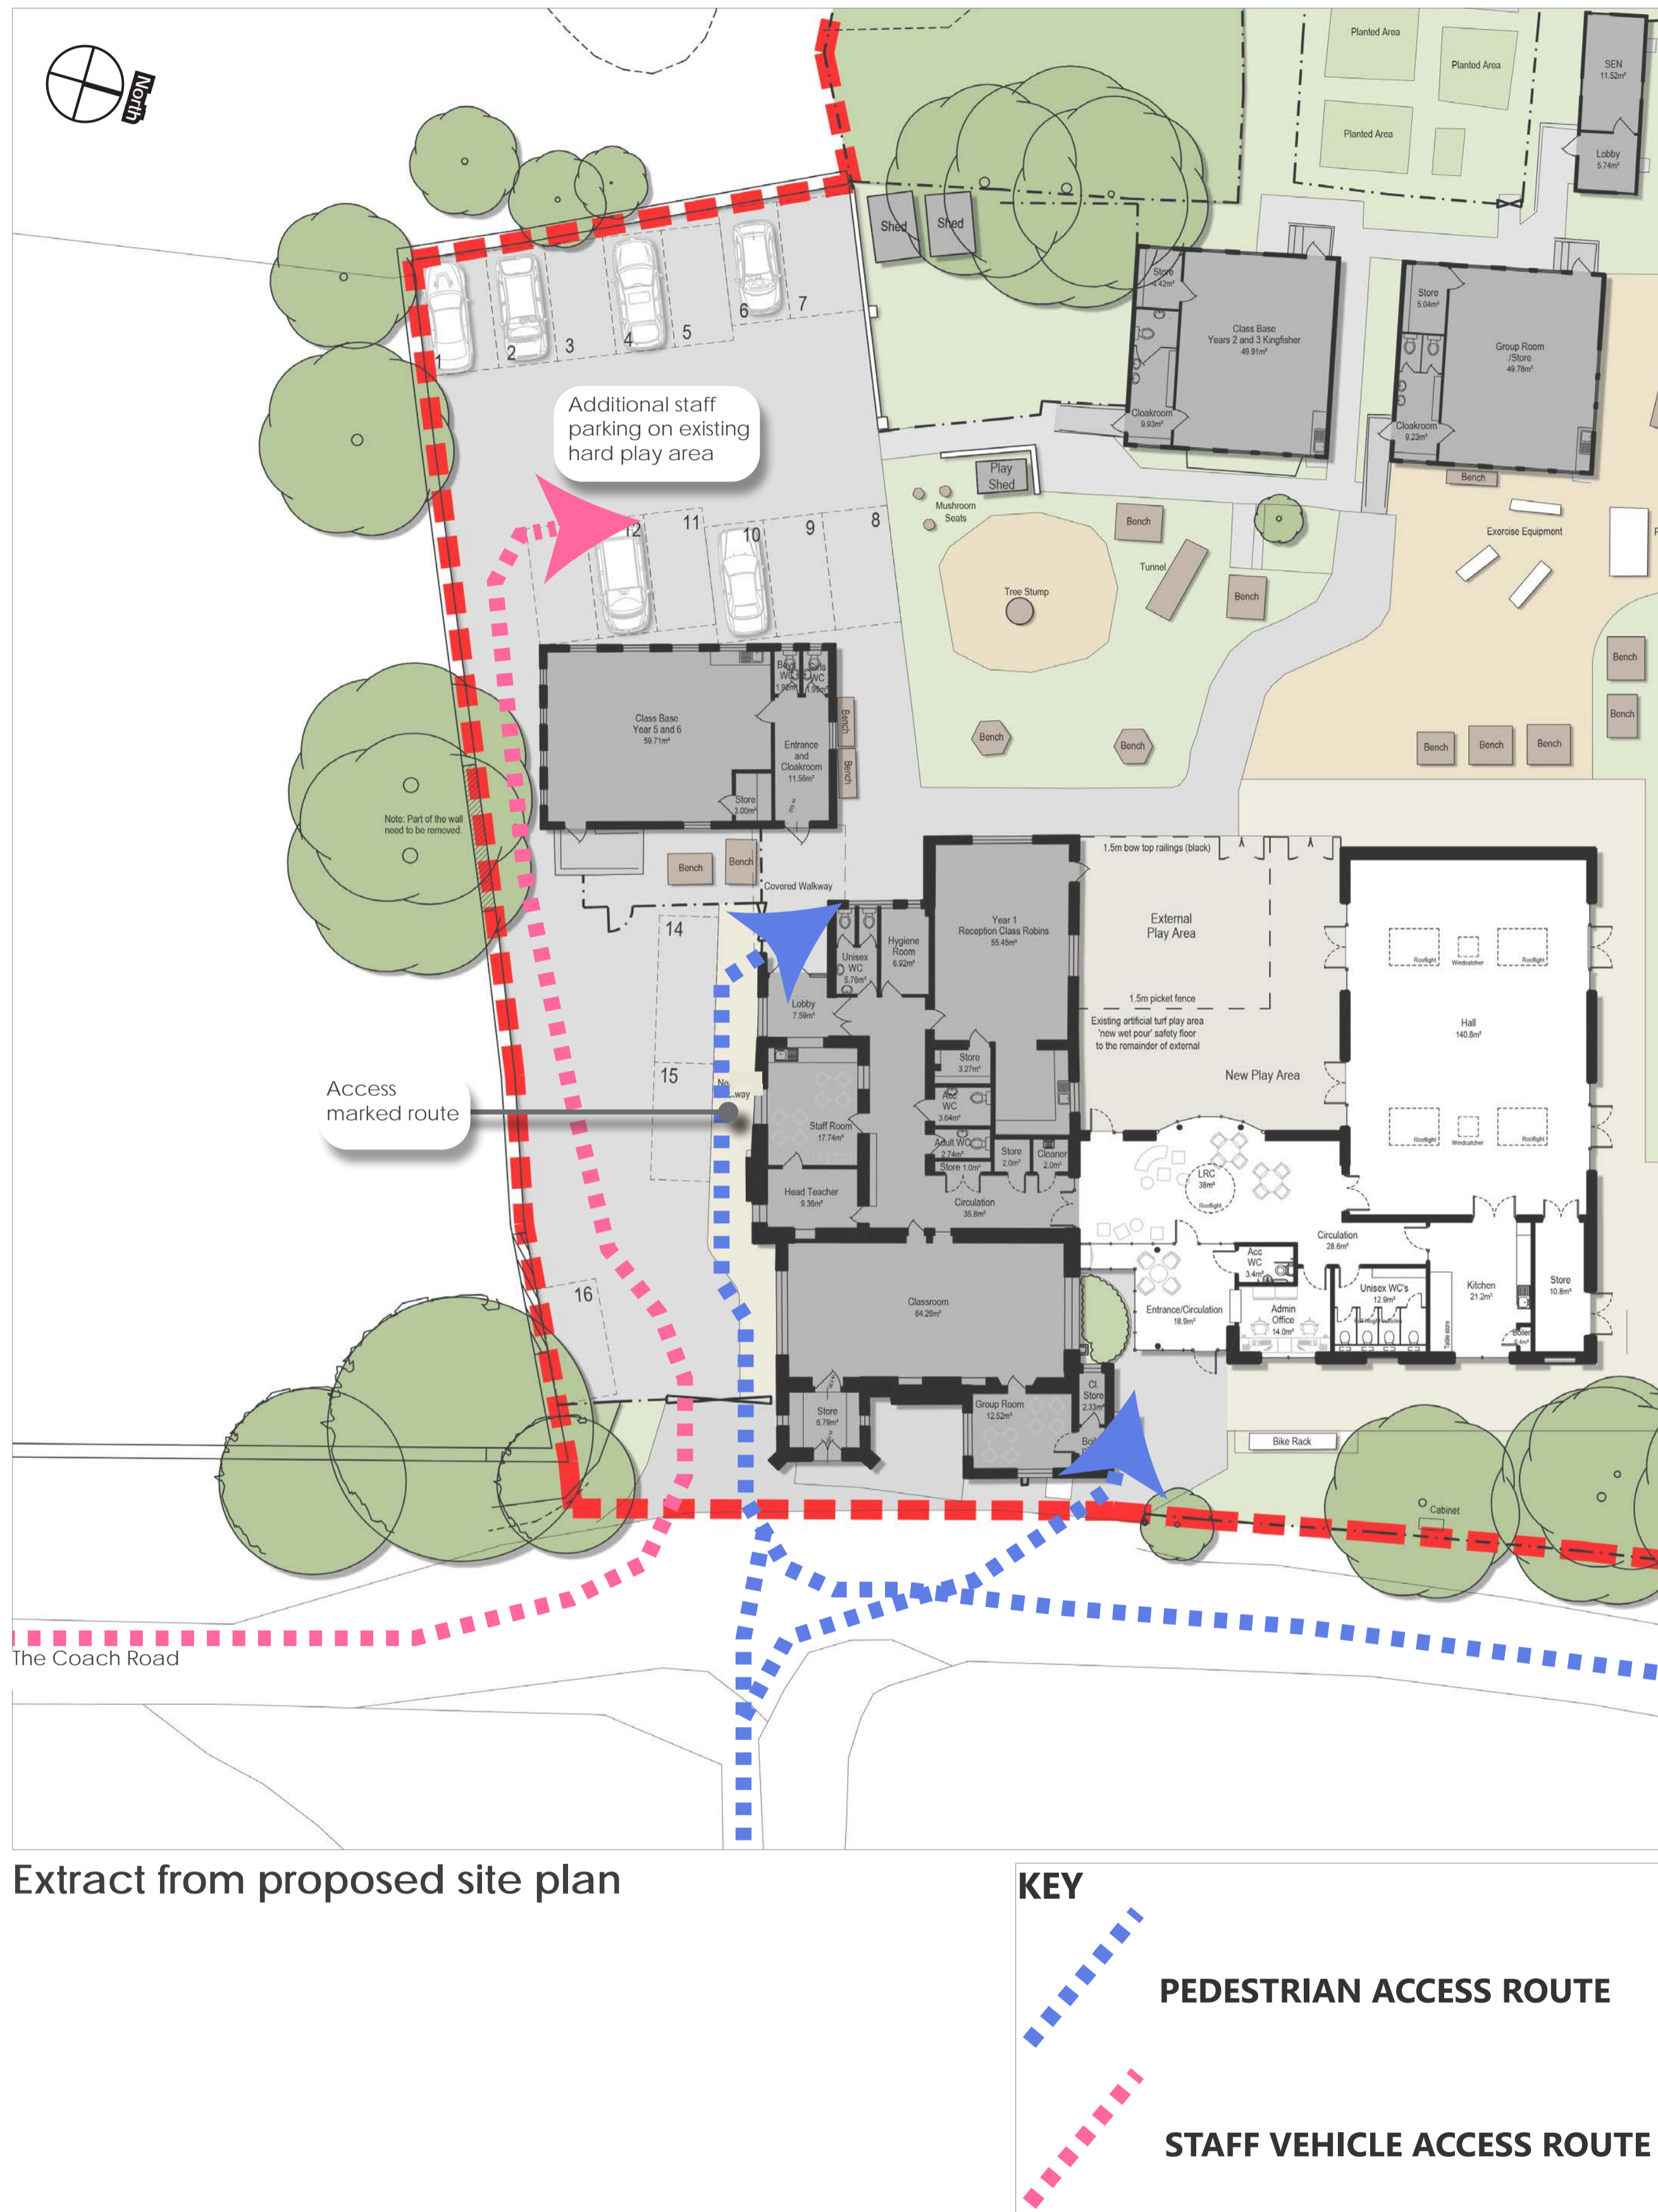 North
Planted Area
Planted Area
Planted Area
SEN
11.52m²
Lobby
5.74m²
Shed
Shed
1
2
3
4
5
6
7
Store
4.42m²
Class Base
Years 2 and 3 Kingfisher
49.91m²
Cloakroom
9.93m²
Store
5.04m²
Group Room
/Store
49.78m²
Cloakroom
9.23m²
Bench
Additional staff
parking on existing
hard play area
Play
Shed
Mushroom
Seats
Bench
Exercise Equipment
12
11
10
9
8
Tunnel
Bench
Tree Stump
Bench
Bench
Bench
Bench
Bench
Bench
Bench
Class Base
Year 5 and 6
59.71m²
WC
WC
Entrance
and
Cloakroom
11.56m²
Store
3.00m²
Bench
Bench
Note: Part of the wall
need to be removed.
Bench
Bench
Covered Walkway
14
15
16
Unisex
WC
5.76m²
Hygiene
Room
6.92m²
Year 1
Reception Class Robins
55.45m²
Lobby
7.59m²
1.5m bow top railings (black)
External
Play Area
1.5m picket fence
Existing artificial turf play area
'new wet pour' safety floor
to the remainder of external
New Play Area
Rooflight
Windcatcher
Rooflight
Hall
140.8m²
Rooflight
Windcatcher
Rooflight
Access
marked route
Staff Room
17.74m²
Head Teacher
9.36m²
Store
3.27m²
Acc
WC
3.64m²
Adult WC
2.74m²
Store 1.0m²
Store
2.0m²
Cleaner
2.0m²
Circulation
35.8m²
LRC
38m²
Rooflight
Classroom
64.26m²
Entrance/Circulation
18.9m²
Acc
WC
3.4m²
Admin
Office
14.0m²
Circulation
28.6m²
Unisex WC's
12.9m²
Kitchen
21.2m²
Store
10.8m²
Store
6.79m²
Group Room
12.52m²
Cl.
Store
2.33m²
Bike Rack
Cabinet
The Coach Road
Extract from proposed site plan
KEY
PEDESTRIAN ACCESS ROUTE
STAFF VEHICLE ACCESS ROUTE